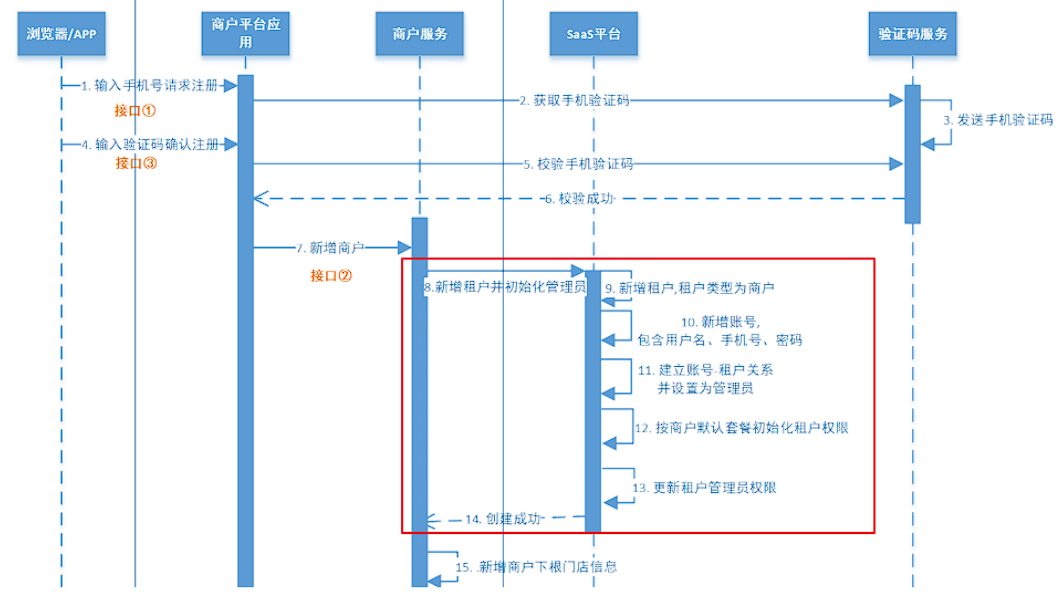 浏览器/APP
商户平台应
用
商户服务
SaaS平台
验证码服务
1. 输入手机号请求注册
接口①
2. 获取手机验证码
3. 发送手机验证码
4. 输入验证码确认注册
接口③
5. 校验手机验证码
6. 校验成功
7. 新增商户
接口②
8.新增租户并初始化管理员
9. 新增租户,租户类型为商户
10. 新增账号,
包含用户名、手机号、密码
11. 建立账号-租户关系
并设置为管理员
12. 按商户默认套餐初始化租户权限
13. 更新租户管理员权限
14. 创建成功
15. .新增商户下根门店信息